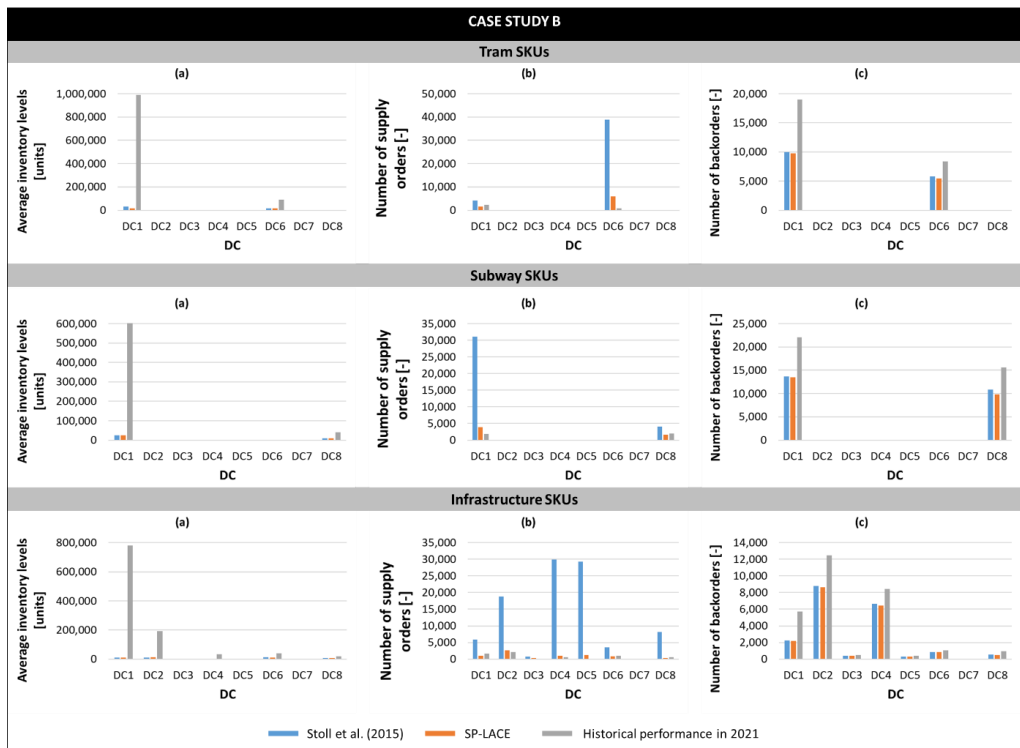 CASE STUDY B
Tram SKUs
(a)
Average inventory levels
[units]
1,000,000
800,000
600,000
400,000
200,000
0
DC1 DC2 DC3 DC4 DC5 DC6 DC7 DC8
DC
(b)
Number of supply
orders [-]
50,000
40,000
30,000
20,000
10,000
0
DC1 DC2 DC3 DC4 DC5 DC6 DC7 DC8
DC
(c)
Number of backorders [-]
20,000
15,000
10,000
5,000
0
DC1 DC2 DC3 DC4 DC5 DC6 DC7 DC8
DC
Subway SKUs
(a)
Average inventory levels
[units]
600,000
500,000
400,000
300,000
200,000
100,000
0
DC1 DC2 DC3 DC4 DC5 DC6 DC7 DC8
DC
(b)
Number of supply
orders [-]
35,000
30,000
25,000
20,000
15,000
10,000
5,000
0
DC1 DC2 DC3 DC4 DC5 DC6 DC7 DC8
DC
(c)
Number of backorders [-]
25,000
20,000
15,000
10,000
5,000
0
DC1 DC2 DC3 DC4 DC5 DC6 DC7 DC8
DC
Infrastructure SKUs
(a)
Average inventory levels
[units]
800,000
600,000
400,000
200,000
0
DC1 DC2 DC3 DC4 DC5 DC6 DC7 DC8
DC
(b)
Number of supply
orders [-]
35,000
30,000
25,000
20,000
15,000
10,000
5,000
0
DC1 DC2 DC3 DC4 DC5 DC6 DC7 DC8
DC
(c)
Number of backorders [-]
14,000
12,000
10,000
8,000
6,000
4,000
2,000
0
DC1 DC2 DC3 DC4 DC5 DC6 DC7 DC8
DC
Stoll et al. (2015) SP-LACE Historical performance in 2021